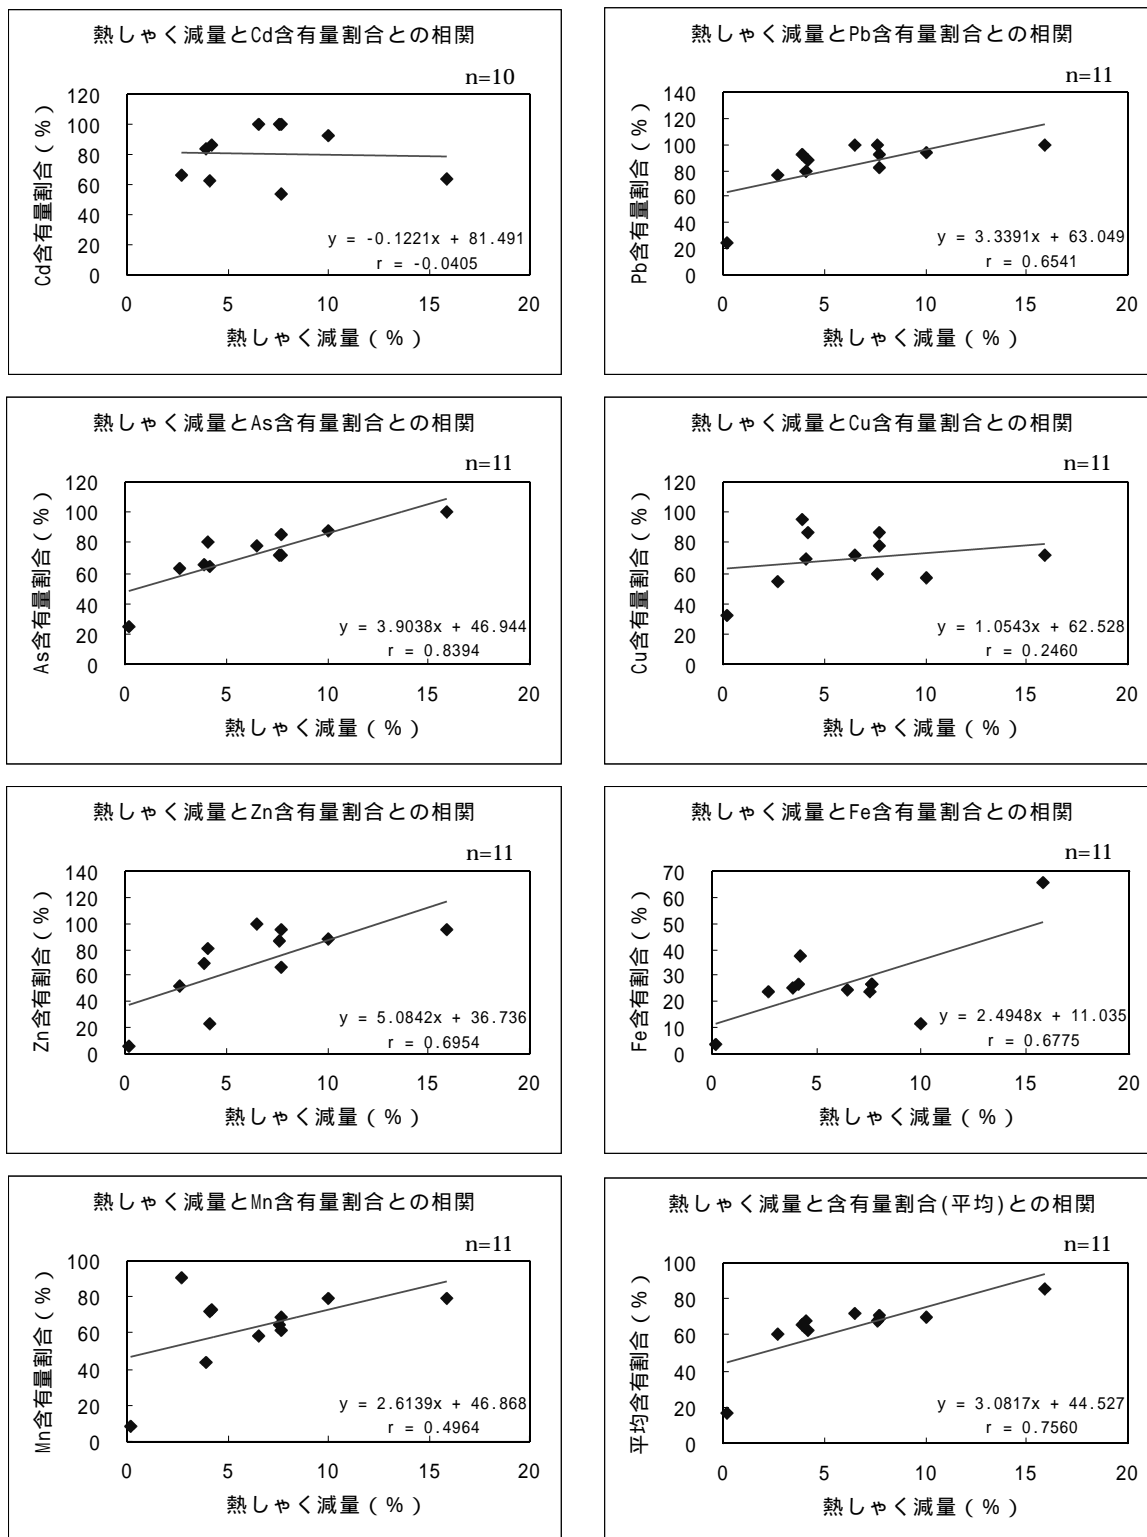 熱しゃく減量とCd含有量割合との相関
n=10
120
100
80
60
40
20
0
Cd含有量割合(%)
y = -0.1221x + 81.491
r = -0.0405
0 5 10 15 20
熱しゃく減量(%)
熱しゃく減量とPb含有量割合との相関
n=11
140
120
100
80
60
40
20
0
Pb含有量割合(%)
y = 3.3391x + 63.049
r = 0.6541
0 5 10 15 20
熱しゃく減量(%)
熱しゃく減量とAs含有量割合との相関
n=11
120
100
80
60
40
20
0
As含有量割合(%)
y = 3.9038x + 46.944
r = 0.8394
0 5 10 15 20
熱しゃく減量(%)
熱しゃく減量とCu含有量割合との相関
n=11
120
100
80
60
40
20
0
Cu含有量割合(%)
y = 1.0543x + 62.528
r = 0.2460
0 5 10 15 20
熱しゃく減量(%)
熱しゃく減量とZn含有量割合との相関
n=11
140
120
100
80
60
40
20
0
Zn含有割合(%)
y = 5.0842x + 36.736
r = 0.6954
0 5 10 15 20
熱しゃく減量(%)
熱しゃく減量とFe含有量割合との相関
n=11
70
60
50
40
30
20
10
0
Fe含有割合(%)
y = 2.4948x + 11.035
r = 0.6775
0 5 10 15 20
熱しゃく減量(%)
熱しゃく減量とMn含有量割合との相関
n=11
100
80
60
40
20
0
Mn含有量割合(%)
y = 2.6139x + 46.868
r = 0.4964
0 5 10 15 20
熱しゃく減量(%)
熱しゃく減量と含有量割合(平均)との相関
n=11
100
80
60
40
20
0
平均含有割合(%)
y = 3.0817x + 44.527
r = 0.7560
0 5 10 15 20
熱しゃく減量(%)